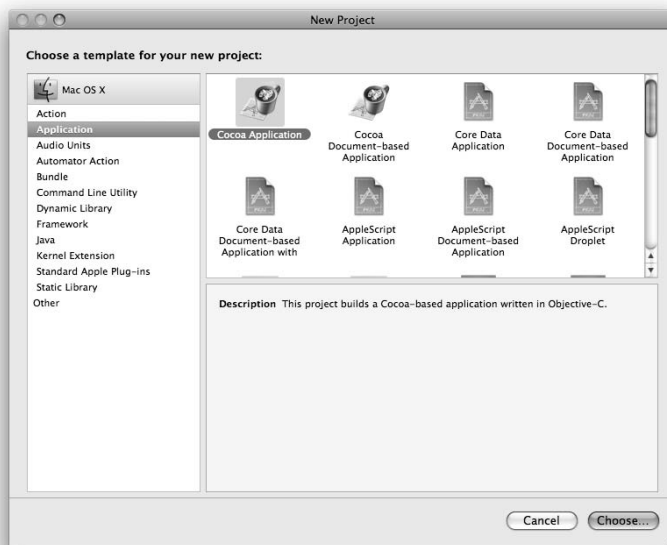 New Project
Choose a template for your new project:
Mac OS X
Action
Application
Audio Units
Automator Action
Bundle
Command Line Utility
Dynamic Library
Framework
Java
Kernel Extension
Standard Apple Plug-ins
Static Library
Other
Cocoa Application
Cocoa
Document-based
Application
Core Data
Application
Core Data
Document-based
Application
Core Data
Document-based
Application with
AppleScript
Application
AppleScript
Document-based
Application
AppleScript
Droplet
Description This project builds a Cocoa-based application written in Objective-C.
Cancel
Choose...